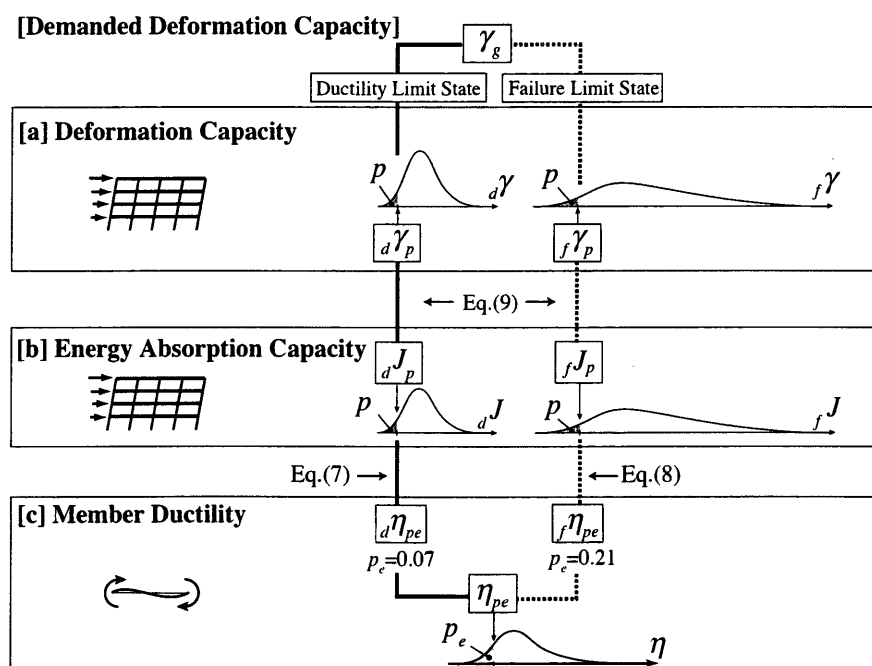 [Demanded Deformation Capacity]
γg
Ductility Limit State
Failure Limit State
[a] Deformation Capacity
p
dγ
p
fγ
dγp
fγp
Eq.(9)
[b] Energy Absorption Capacity
dJp
fJp
p
dJ
p
fJ
Eq.(7)
Eq.(8)
[c] Member Ductility
dηpe
fηpe
pe=0.07
pe=0.21
ηpe
pe
η